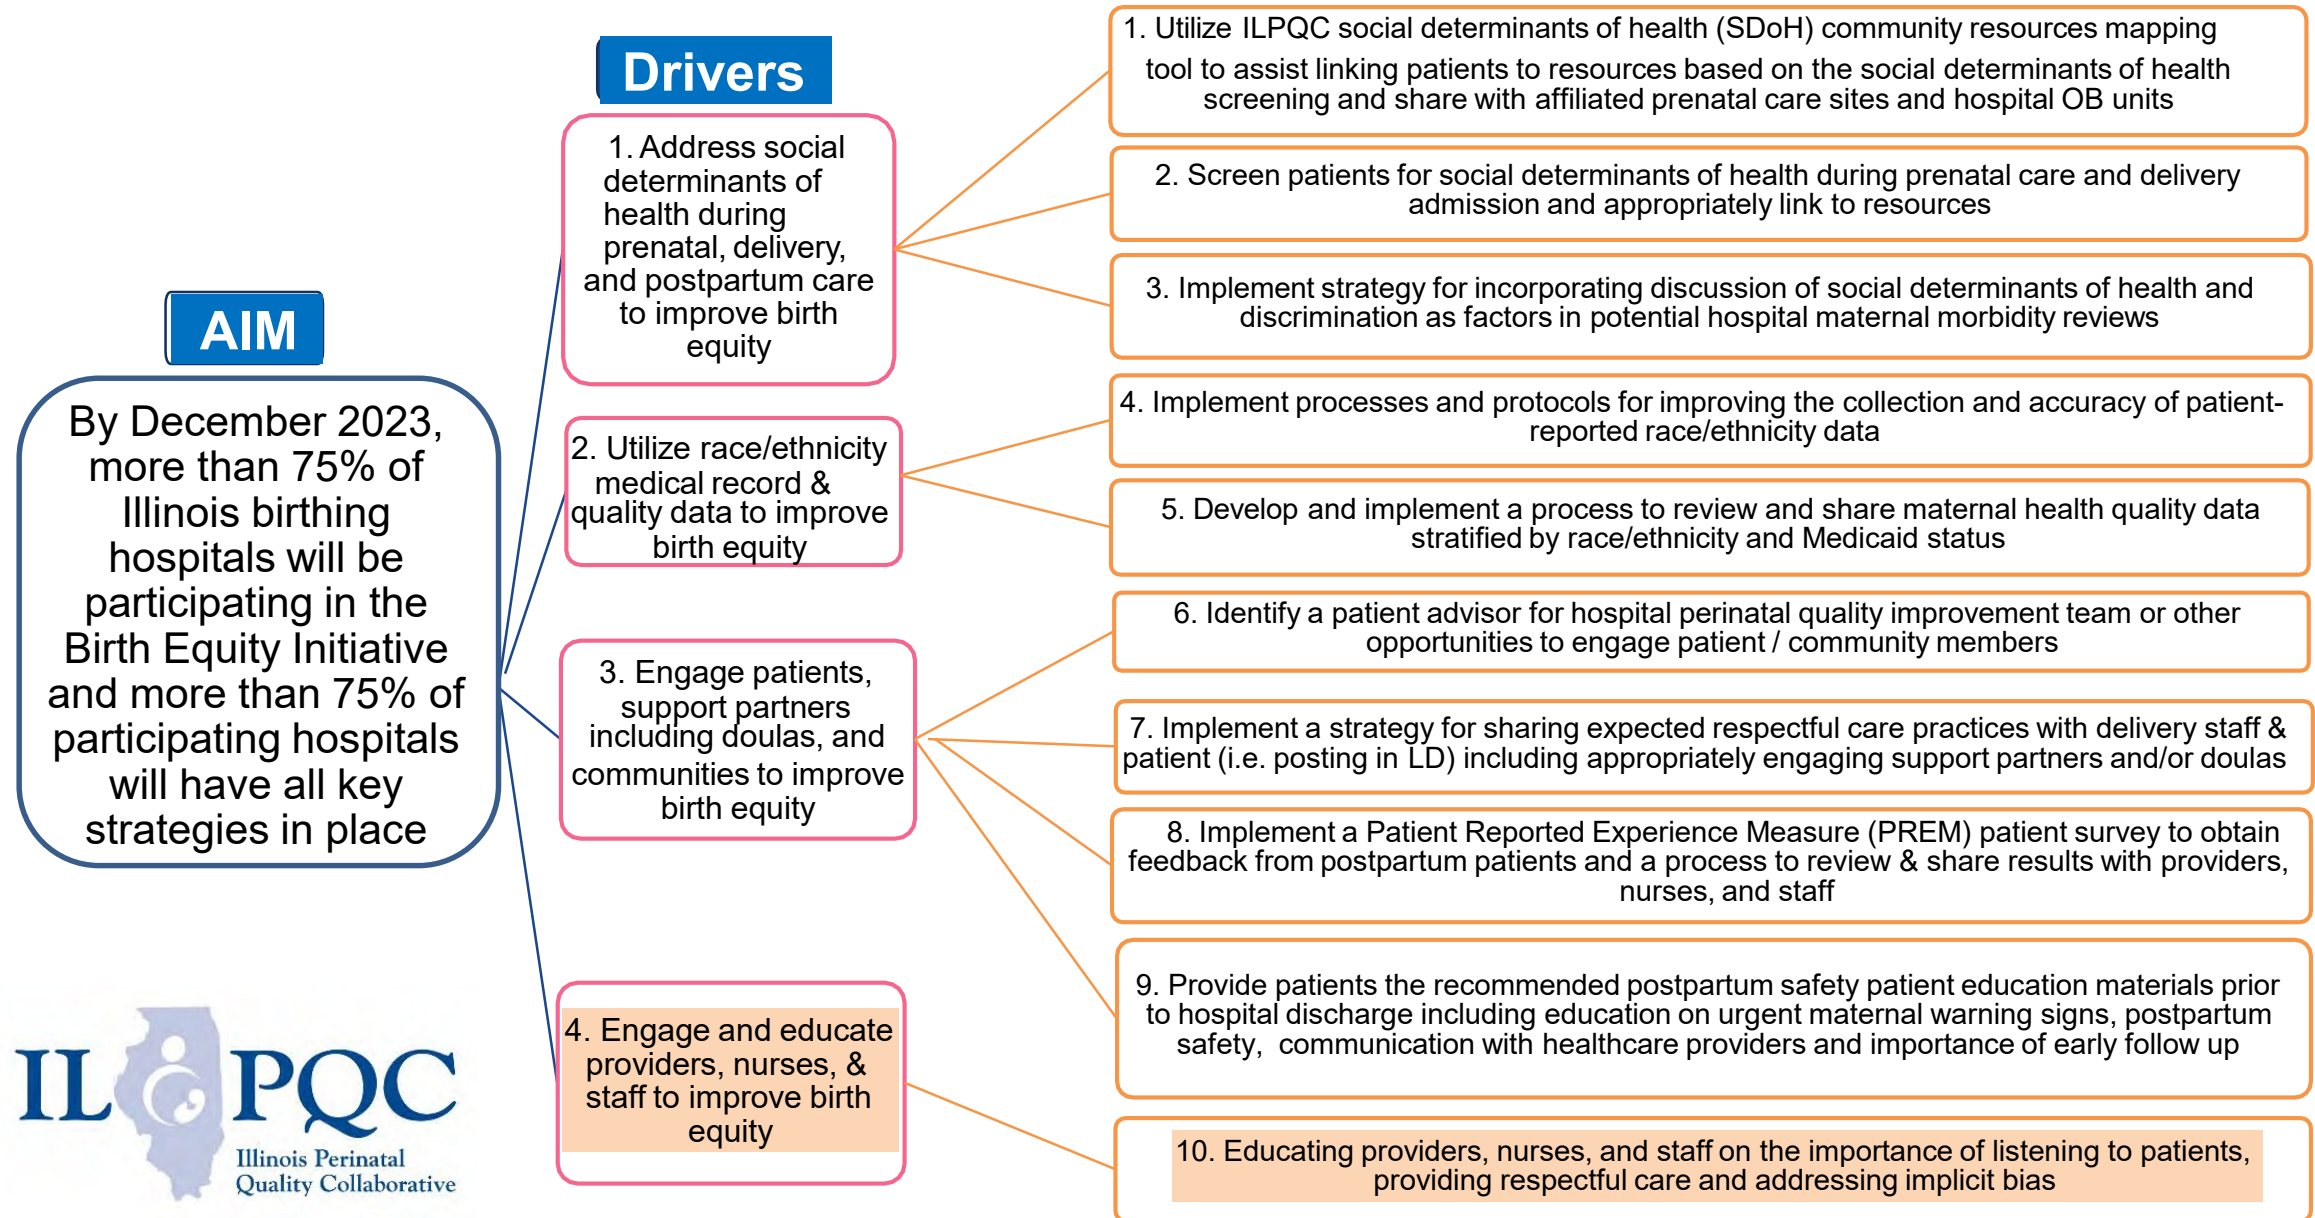 Drivers
AIM
By December 2023,
more than 75% of
Illinois birthing
hospitals will be
participating in the
Birth Equity Initiative
and more than 75% of
participating hospitals
will have all key
strategies in place
1. Address social
determinants of
health during
prenatal, delivery,
and postpartum care
to improve birth
equity
2. Utilize race/ethnicity
medical record &
quality data to improve
birth equity
3. Engage patients,
support partners
including doulas, and
communities to improve
birth equity
4. Engage and educate
providers, nurses, &
staff to improve birth
equity
1. Utilize ILPQC social determinants of health (SDoH) community resources mapping
tool to assist linking patients to resources based on the social determinants of health
screening and share with affiliated prenatal care sites and hospital OB units
2. Screen patients for social determinants of health during prenatal care and delivery
admission and appropriately link to resources
3. Implement strategy for incorporating discussion of social determinants of health and
discrimination as factors in potential hospital maternal morbidity reviews
4. Implement processes and protocols for improving the collection and accuracy of patient-
reported race/ethnicity data
5. Develop and implement a process to review and share maternal health quality data
stratified by race/ethnicity and Medicaid status
6. Identify a patient advisor for hospital perinatal quality improvement team or other
opportunities to engage patient / community members
7. Implement a strategy for sharing expected respectful care practices with delivery staff &
patient (i.e. posting in LD) including appropriately engaging support partners and/or doulas
8. Implement a Patient Reported Experience Measure (PREM) patient survey to obtain
feedback from postpartum patients and a process to review & share results with providers,
nurses, and staff
9. Provide patients the recommended postpartum safety patient education materials prior
to hospital discharge including education on urgent maternal warning signs, postpartum
safety, communication with healthcare providers and importance of early follow up
10. Educating providers, nurses, and staff on the importance of listening to patients,
providing respectful care and addressing implicit bias
IL PQC
Illinois Perinatal
Quality Collaborative